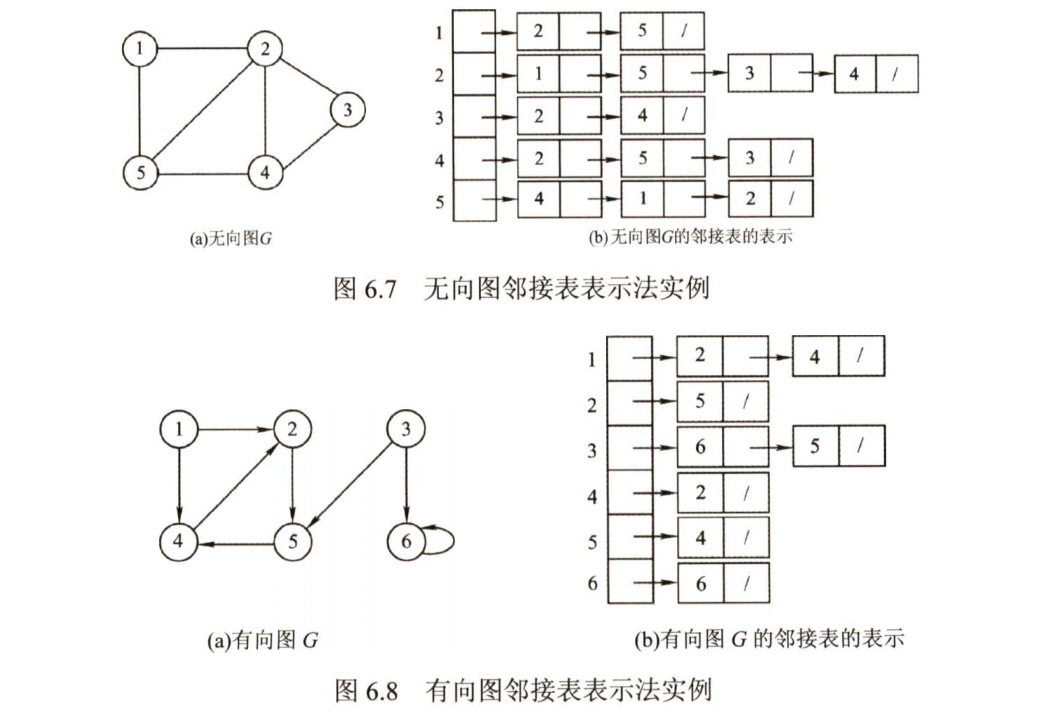 1 2
3
5 4
(a)无向图G
1 2 5 /
2 1 5 3 4 /
3 2 4 /
4 2 5 3 /
5 4 1 2 /
(b)无向图G的邻接表的表示
图 6.7 无向图邻接表表示法实例
1 2 3
4 5 6
(a)有向图 G
1 2 4 /
2 5 /
3 6 5 /
4 2 /
5 4 /
6 6 /
(b)有向图 G 的邻接表的表示
图 6.8 有向图邻接表表示法实例